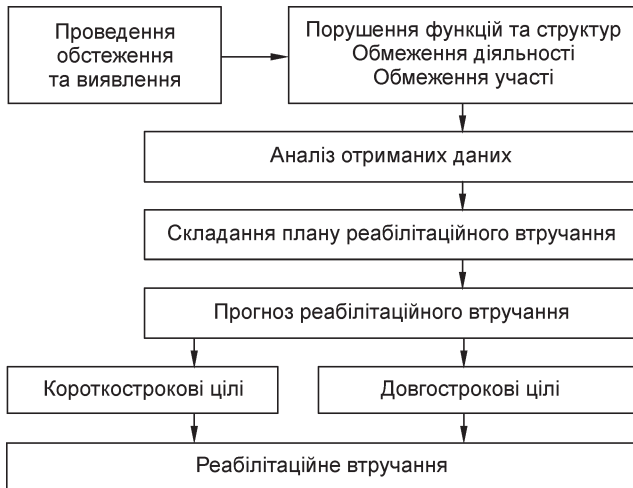 Проведення
обстеження
та виявлення
Порушення функцій та структур
Обмеження діяльності
Обмеження участі
Аналіз отриманих даних
Складання плану реабілітаційного втручання
Прогноз реабілітаційного втручання
Короткострокові цілі
Довгострокові цілі
Реабілітаційне втручання